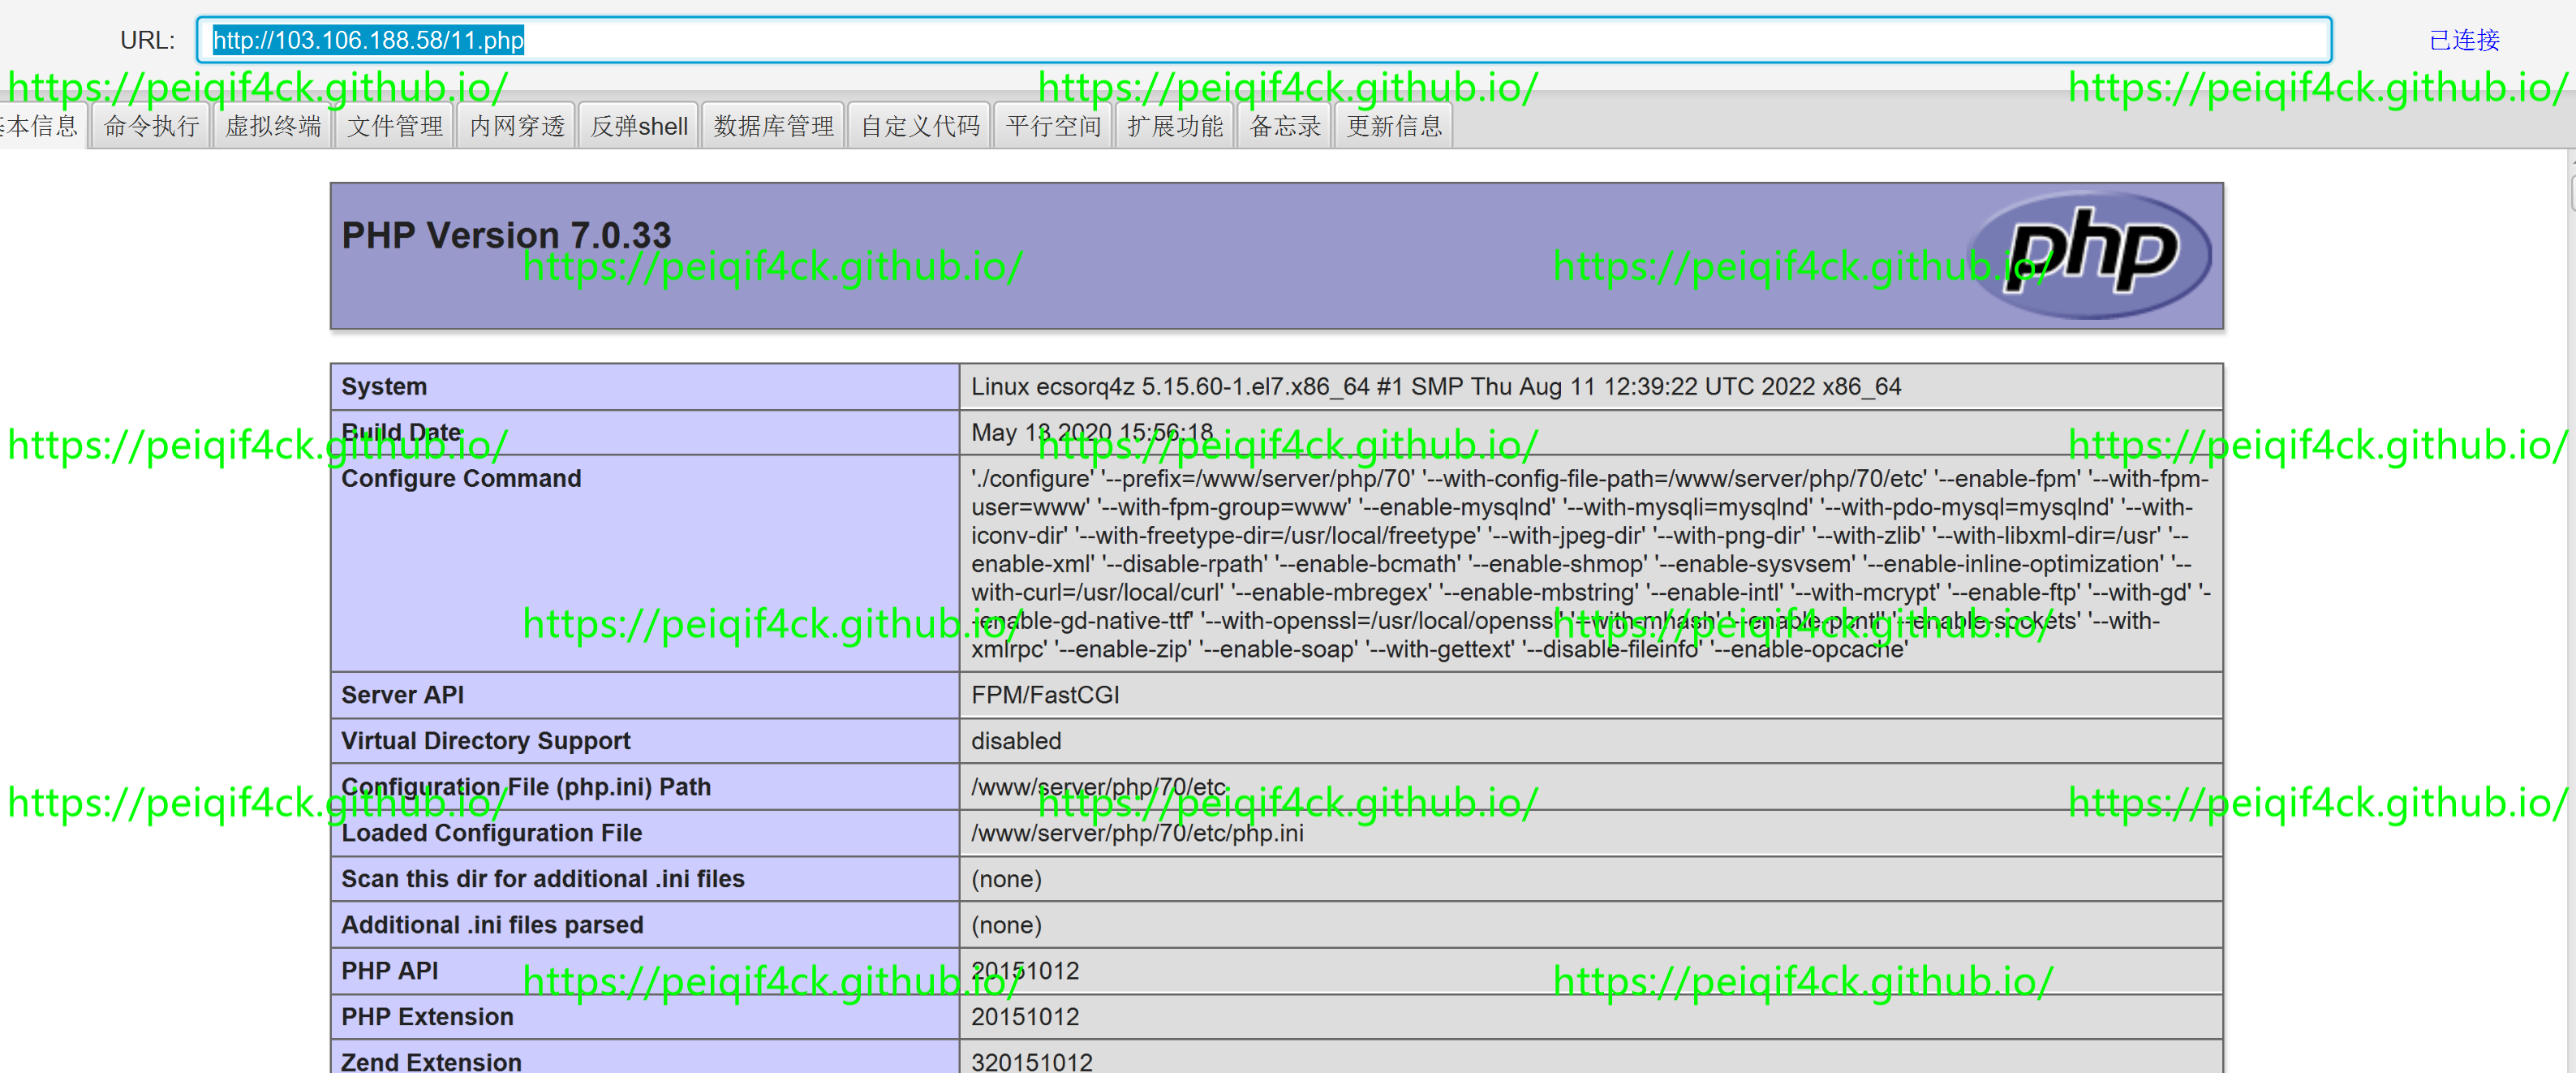 URL: http://103.106.188.58/11.php 已连接
https://peiqif4ck.github.io/ https://peiqif4ck.github.io/ https://peiqif4ck.github.io/
本信息 命令执行 虚拟终端 文件管理 内网穿透 反弹shell 数据库管理 自定义代码 平行空间 扩展功能 备忘录 更新信息
PHP Version 7.0.33 php
https://peiqif4ck.github.io/ https://peiqif4ck.github.io/
System Linux ecsorq4z 5.15.60-1.el7.x86_64 #1 SMP Thu Aug 11 12:39:22 UTC 2022 x86_64
Build Date May 13 2020 15:56:18
https://peiqif4ck.github.io/ https://peiqif4ck.github.io/ https://peiqif4ck.github.io/
Configure Command './configure' '--prefix=/www/server/php/70' '--with-config-file-path=/www/server/php/70/etc' '--enable-fpm' '--with-fpm-
user=www' '--with-fpm-group=www' '--enable-mysqlnd' '--with-mysqli=mysqlnd' '--with-pdo-mysql=mysqlnd' '--with-
iconv-dir' '--with-freetype-dir=/usr/local/freetype' '--with-jpeg-dir' '--with-png-dir' '--with-zlib' '--with-libxml-dir=/usr' '--
enable-xml' '--disable-rpath' '--enable-bcmath' '--enable-shmop' '--enable-sysvsem' '--enable-inline-optimization' '--
with-curl=/usr/local/curl' '--enable-mbregex' '--enable-mbstring' '--enable-intl' '--with-mcrypt' '--enable-ftp' '--with-gd' '-
-enable-gd-native-ttf' '--with-openssl=/usr/local/openssl' '--with-mhash' '--enable-pcntl' '--enable-sockets' '--with-
https://peiqif4ck.github.io/ https://peiqif4ck.github.io/
xmlrpc' '--enable-zip' '--enable-soap' '--with-gettext' '--disable-fileinfo' '--enable-opcache'
Server API FPM/FastCGI
Virtual Directory Support disabled
Configuration File (php.ini) Path /www/server/php/70/etc
https://peiqif4ck.github.io/ https://peiqif4ck.github.io/ https://peiqif4ck.github.io/
Loaded Configuration File /www/server/php/70/etc/php.ini
Scan this dir for additional .ini files (none)
Additional .ini files parsed (none)
PHP API 20151012
https://peiqif4ck.github.io/ https://peiqif4ck.github.io/
PHP Extension 20151012
Zend Extension 320151012